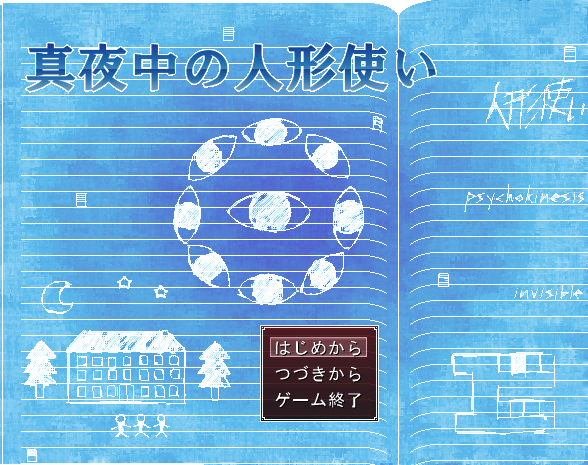 真夜中の人形使い
人形使い
psychokinesis
invisible
はじめから
つづきから
ゲーム終了